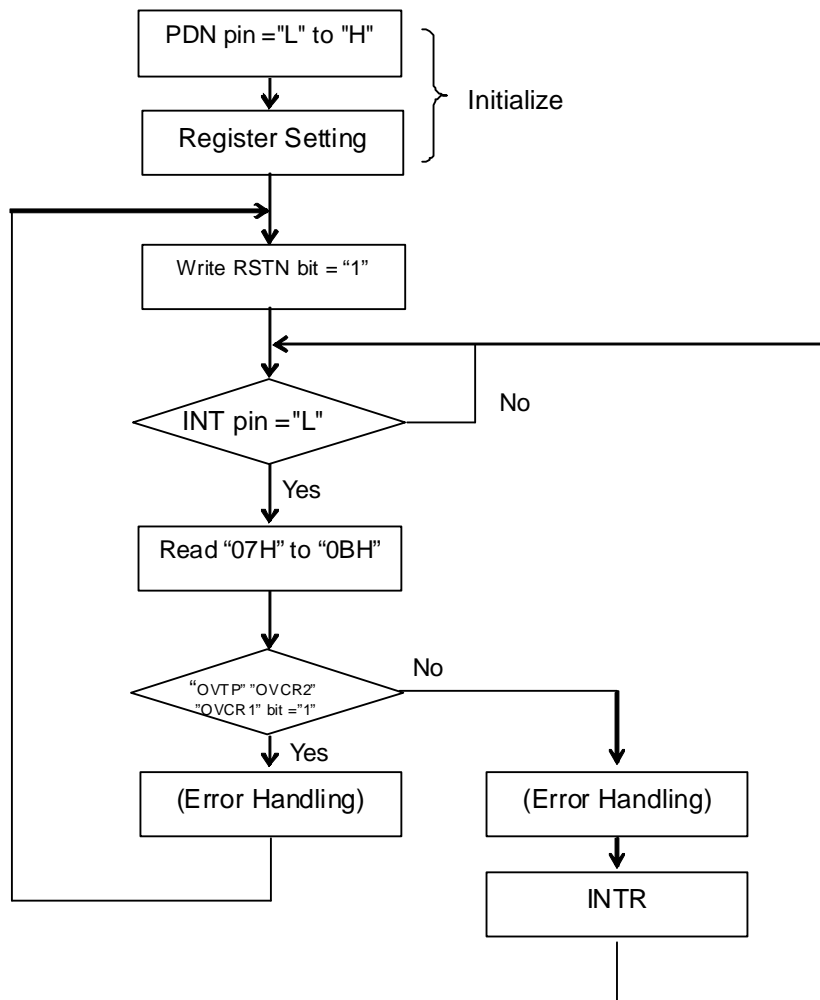 PDN pin ="L" to "H"
Initialize
Register Setting
Write RSTN bit = “1”
INT pin ="L"
No
Yes
Read “07H” to “0BH”
“OVTP” ”OVCR2”
”OVCR1” bit =”1”
No
Yes
(Error Handling)
(Error Handling)
INTR